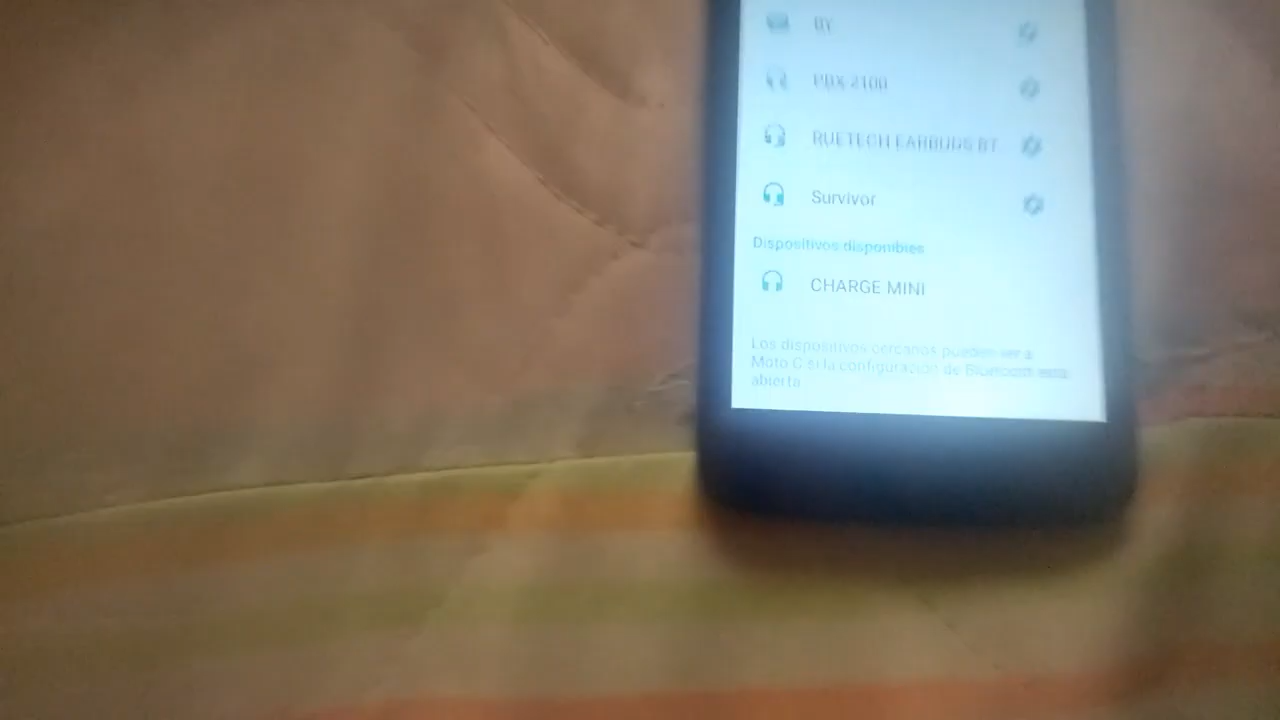 BY
PBX 2100
RUETECH EARBUDS BT
Survivor
Dispositivos disponibles
CHARGE MINI
Los dispositivos cercanos pueden ver a
Moto C si la configuración de Bluetooth está
abierta